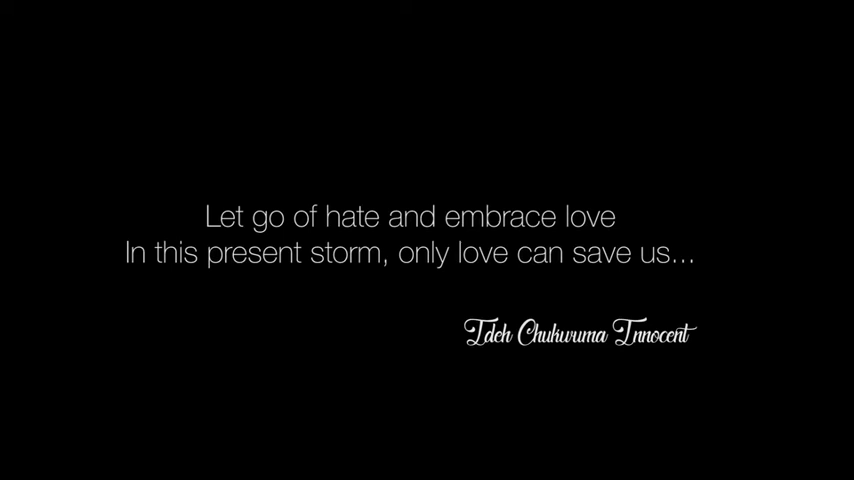 Let go of hate and embrace love
In this present storm, only love can save us...
Ideh Chukwuma Innocent